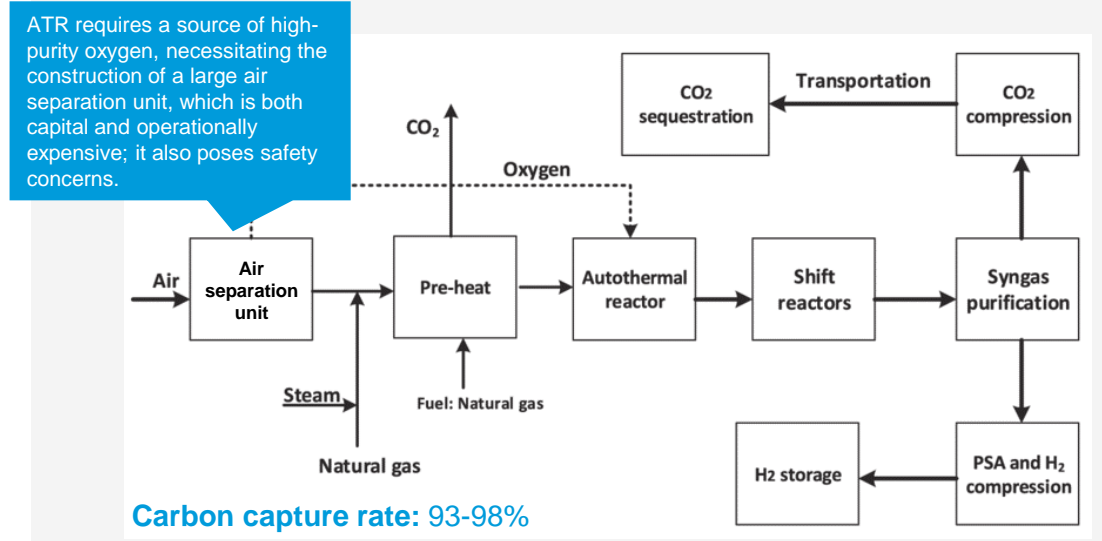 ATR requires a source of high-
purity oxygen, necessitating the
construction of a large air
separation unit, which is both
capital and operationally
expensive; it also poses safety
concerns.
CO₂
Oxygen
CO₂
sequestration
Transportation
CO₂
compression
Air
Air
separation
unit
Pre-heat
Autothermal
reactor
Shift
reactors
Syngas
purification
Steam
Fuel: Natural gas
Natural gas
H2 storage
PSA and H₂
compression
Carbon capture rate: 93-98%